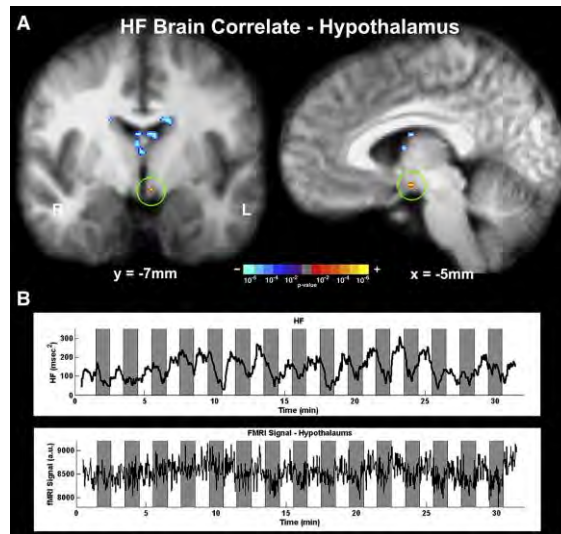 A
HF Brain Correlate - Hypothalamus
R
L
y = -7mm
x = -5mm
− +
p-value
B
HF
HF (msec²)
300
200
100
0
0 5 10 15 20 25 30
Time (min)
FMRI Signal - Hypothalaums
fMRI Signal (a.u.)
9000
8500
8000
0 5 10 15 20 25 30
Time (min)